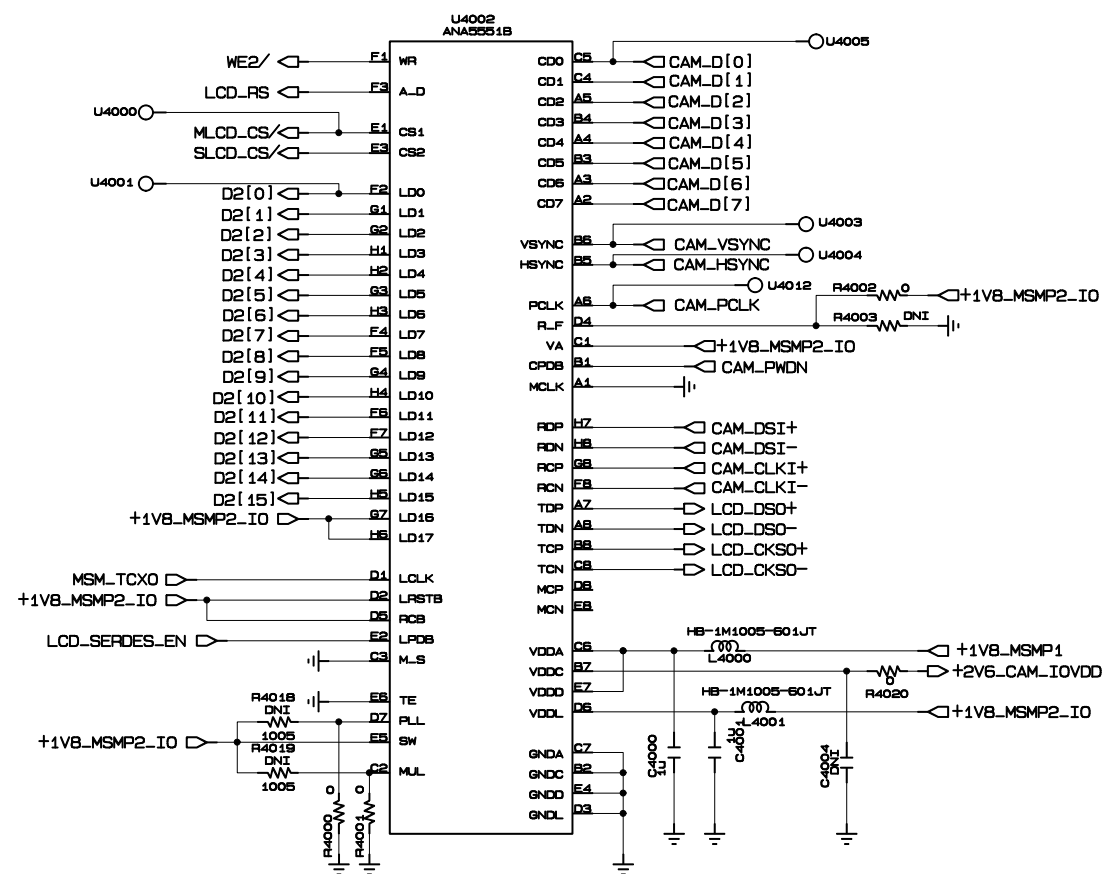 U4002
ANA5551B
WE2/ F1 WR
LCD_RS F3 A_D
U4000
MLCD_CS/ E1 CS1
SLCD_CS/ E3 CS2
U4001
D2[0] F2 LD0
D2[1] G1 LD1
D2[2] G2 LD2
D2[3] H1 LD3
D2[4] H2 LD4
D2[5] G3 LD5
D2[6] H3 LD6
D2[7] F4 LD7
D2[8] F5 LD8
D2[9] G4 LD9
D2[10] H4 LD10
D2[11] F6 LD11
D2[12] F7 LD12
D2[13] G5 LD13
D2[14] G6 LD14
D2[15] H5 LD15
+1V8_MSMP2_IO G7 LD16
H6 LD17
MSM_TCXO D1 LCLK
+1V8_MSMP2_IO D2 LRSTB
D5 RCB
LCD_SERDES_EN E2 LPDB
C3 M_S
E6 TE
R4018
DNI
1005
D7 PLL
+1V8_MSMP2_IO E5 SW
R4019
DNI
1005
C2 MUL
R4000 0
R4001 0
U4005
CD0 C5 CAM_D[0]
CD1 C4 CAM_D[1]
CD2 A5 CAM_D[2]
CD3 B4 CAM_D[3]
CD4 A4 CAM_D[4]
CD5 B3 CAM_D[5]
CD6 A3 CAM_D[6]
CD7 A2 CAM_D[7]
U4003
VSYNC B6 CAM_VSYNC
U4004
HSYNC B5 CAM_HSYNC
U4012
PCLK A6 CAM_PCLK
R4002 0 +1V8_MSMP2_IO
R_F D4
R4003 DNI
VA C1 +1V8_MSMP2_IO
CPDB B1 CAM_PWDN
MCLK A1
RDP H7 CAM_DSI+
RDN H8 CAM_DSI-
RCP G8 CAM_CLKI+
RCN F8 CAM_CLKI-
TDP A7 LCD_DSO+
TDN A8 LCD_DSO-
TCP B8 LCD_CKSO+
TCN C8 LCD_CKSO-
MCP D8
MCN E8
HB-1M1005-601JT
VDDA C6 L4000 +1V8_MSMP1
VDDC B7 0 R4020 +2V6_CAM_IOVDD
VDDD E7
HB-1M1005-601JT
VDDL D6 L4001 +1V8_MSMP2_IO
C4000 1U
1U C4001
C4004 DNI
GNDA C7
GNDC B2
GNDD E4
GNDL D3